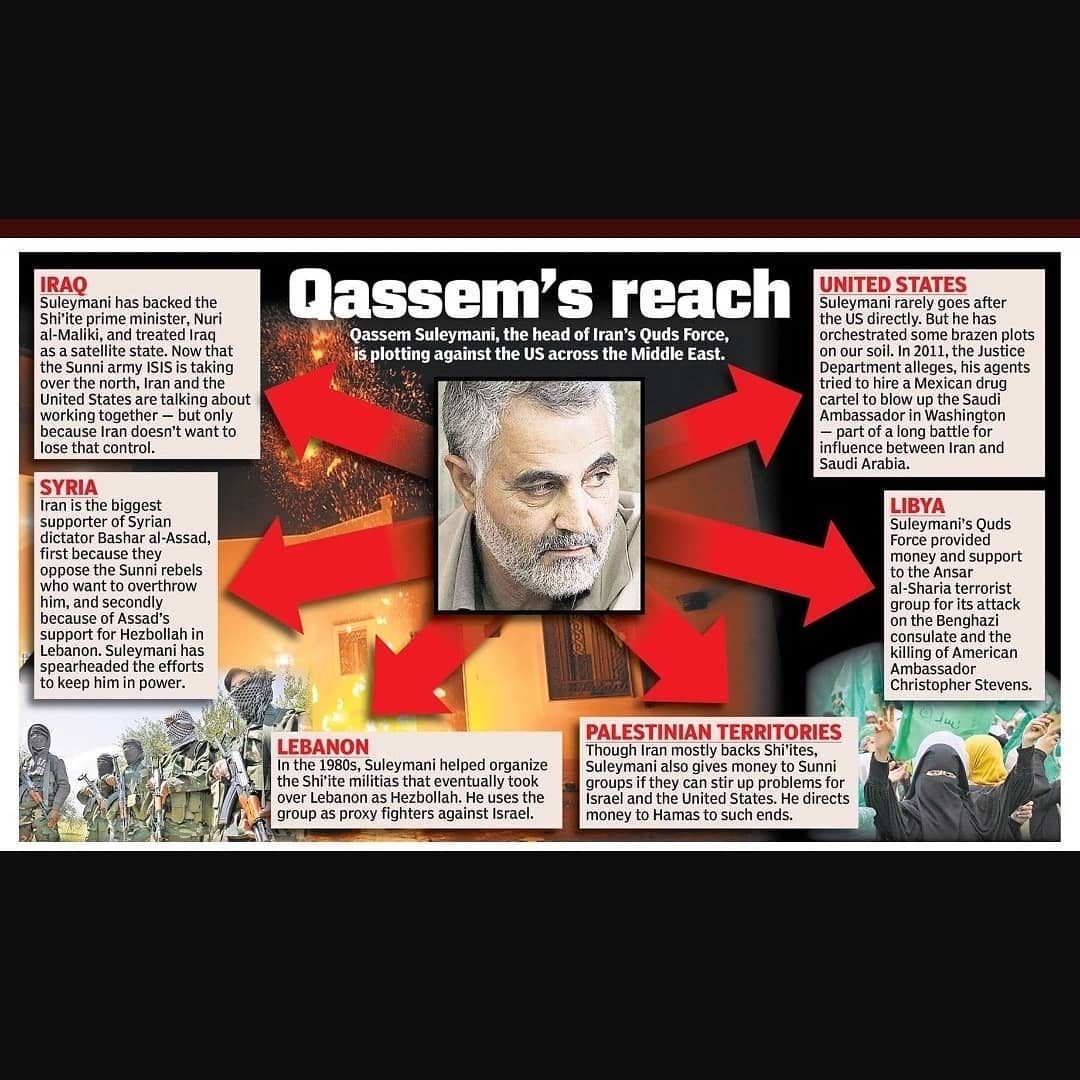 Qassem's reach
Qassem Suleymani, the head of Iran's Quds Force,
is plotting against the US across the Middle East.
IRAQ
Suleymani has backed the
Shi'ite prime minister, Nuri
al-Maliki, and treated Iraq
as a satellite state. Now that
the Sunni army ISIS is taking
over the north, Iran and the
United States are talking about
working together — but only
because Iran doesn't want to
lose that control.
SYRIA
Iran is the biggest
supporter of Syrian
dictator Bashar al-Assad,
first because they
oppose the Sunni rebels
who want to overthrow
him, and secondly
because of Assad's
support for Hezbollah in
Lebanon. Suleymani has
spearheaded the efforts
to keep him in power.
LEBANON
In the 1980s, Suleymani helped organize
the Shi'ite militias that eventually took
over Lebanon as Hezbollah. He uses the
group as proxy fighters against Israel.
PALESTINIAN TERRITORIES
Though Iran mostly backs Shi'ites,
Suleymani also gives money to Sunni
groups if they can stir up problems for
Israel and the United States. He directs
money to Hamas to such ends.
UNITED STATES
Suleymani rarely goes after
the US directly. But he has
orchestrated some brazen plots
on our soil. In 2011, the Justice
Department alleges, his agents
tried to hire a Mexican drug
cartel to blow up the Saudi
Ambassador in Washington
— part of a long battle for
influence between Iran and
Saudi Arabia.
LIBYA
Suleymani's Quds
Force provided
money and support
to the Ansar
al-Sharia terrorist
group for its attack
on the Benghazi
consulate and the
killing of American
Ambassador
Christopher Stevens.